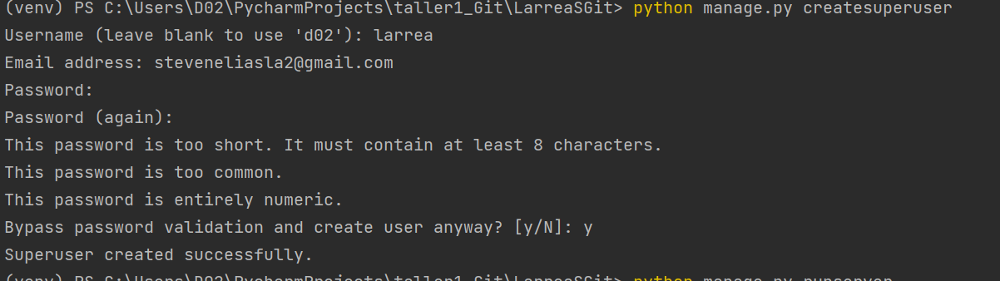 (venv) PS C:\Users\D02\PycharmProjects\taller1_Git\LarreaSGit> python manage.py createsuperuser
Username (leave blank to use 'd02'): larrea
Email address: steveneliasla2@gmail.com
Password:
Password (again):
This password is too short. It must contain at least 8 characters.
This password is too common.
This password is entirely numeric.
Bypass password validation and create user anyway? [y/N]: y
Superuser created successfully.
(venv) PS C:\Users\D02\PycharmProjects\taller1_Git\LarreaSGit> python manage.py runserver